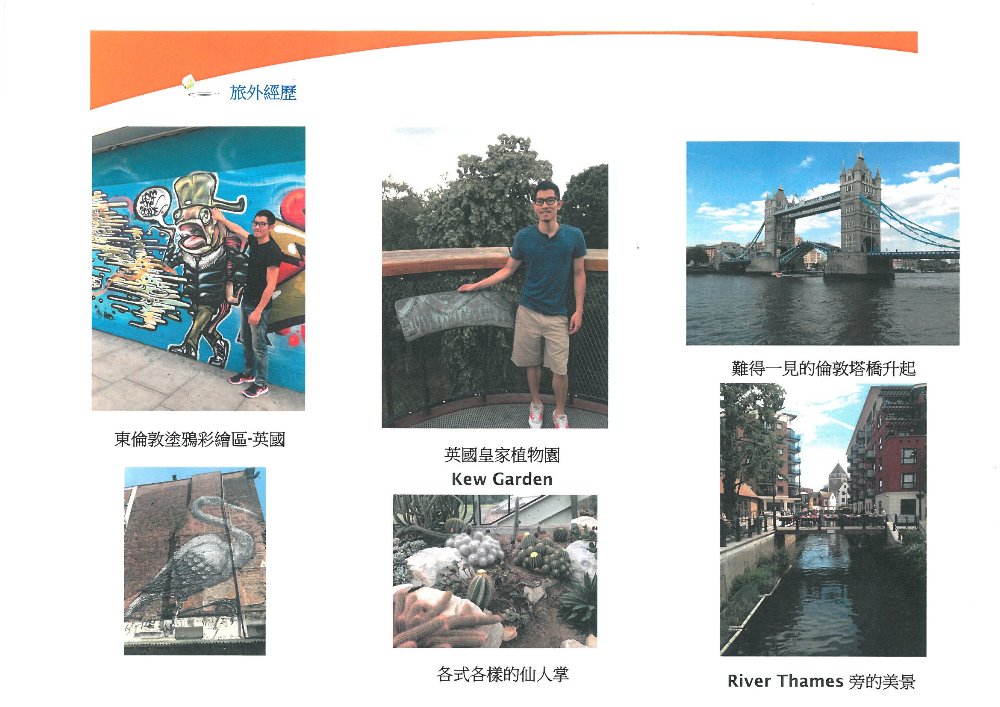 旅外經歷
東倫敦塗鴉彩繪區-英國
英國皇家植物園
Kew Garden
各式各樣的仙人掌
難得一見的倫敦塔橋升起
River Thames 旁的美景